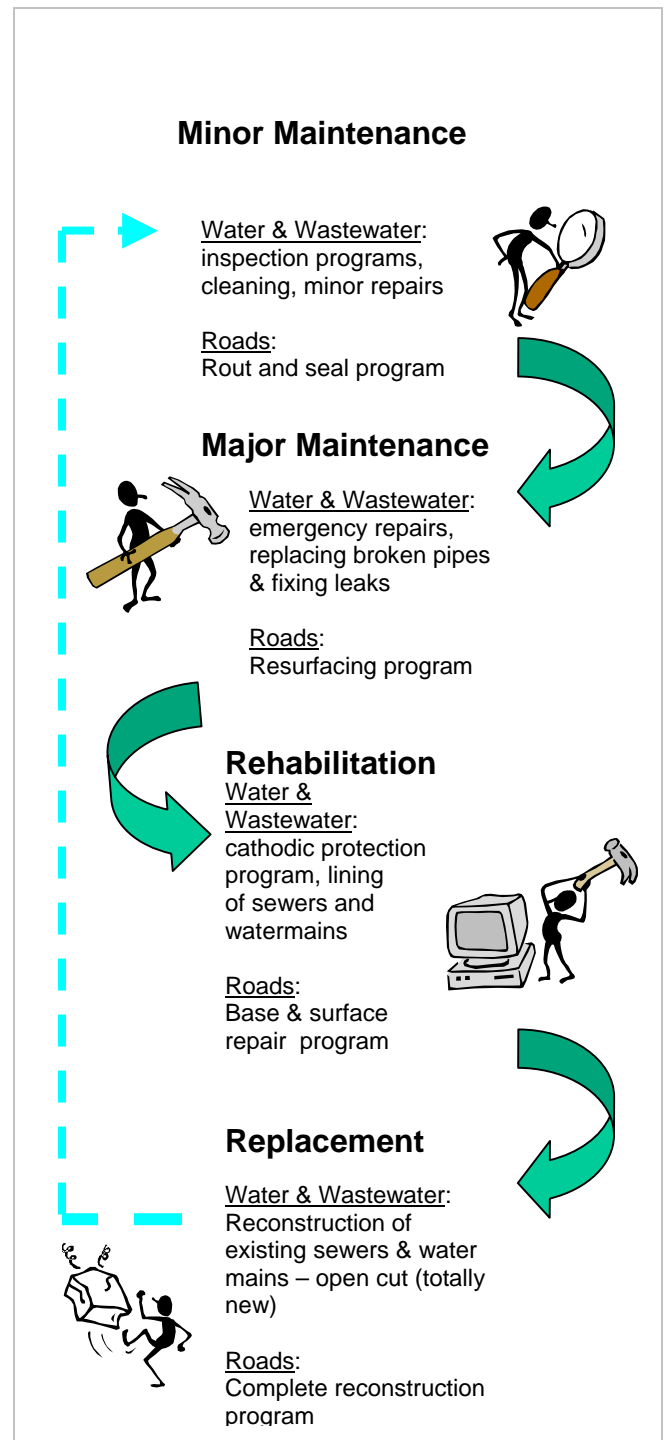 Minor Maintenance
Water & Wastewater:
inspection programs,
cleaning, minor repairs
Roads:
Rout and seal program
Major Maintenance
Water & Wastewater:
emergency repairs,
replacing broken pipes
& fixing leaks
Roads:
Resurfacing program
Rehabilitation
Water &
Wastewater:
cathodic protection
program, lining
of sewers and
watermains
Roads:
Base & surface
repair program
Replacement
Water & Wastewater:
Reconstruction of
existing sewers & water
mains – open cut (totally
new)
Roads:
Complete reconstruction
program